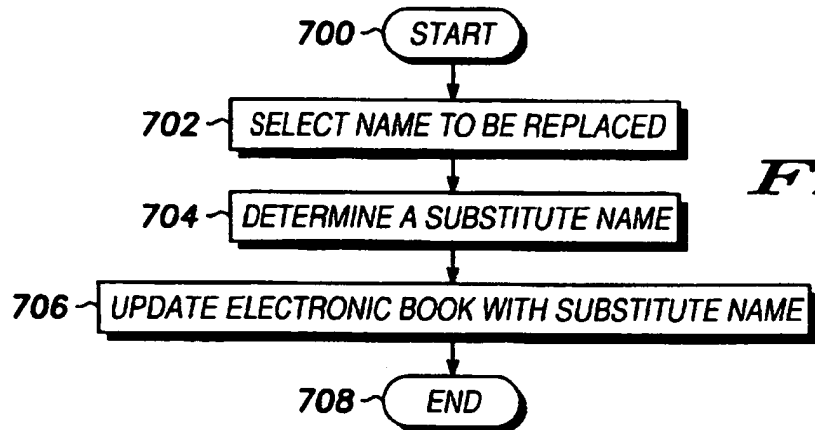 700 START
702 SELECT NAME TO BE REPLACED
704 DETERMINE A SUBSTITUTE NAME
706 UPDATE ELECTRONIC BOOK WITH SUBSTITUTE NAME
708 END